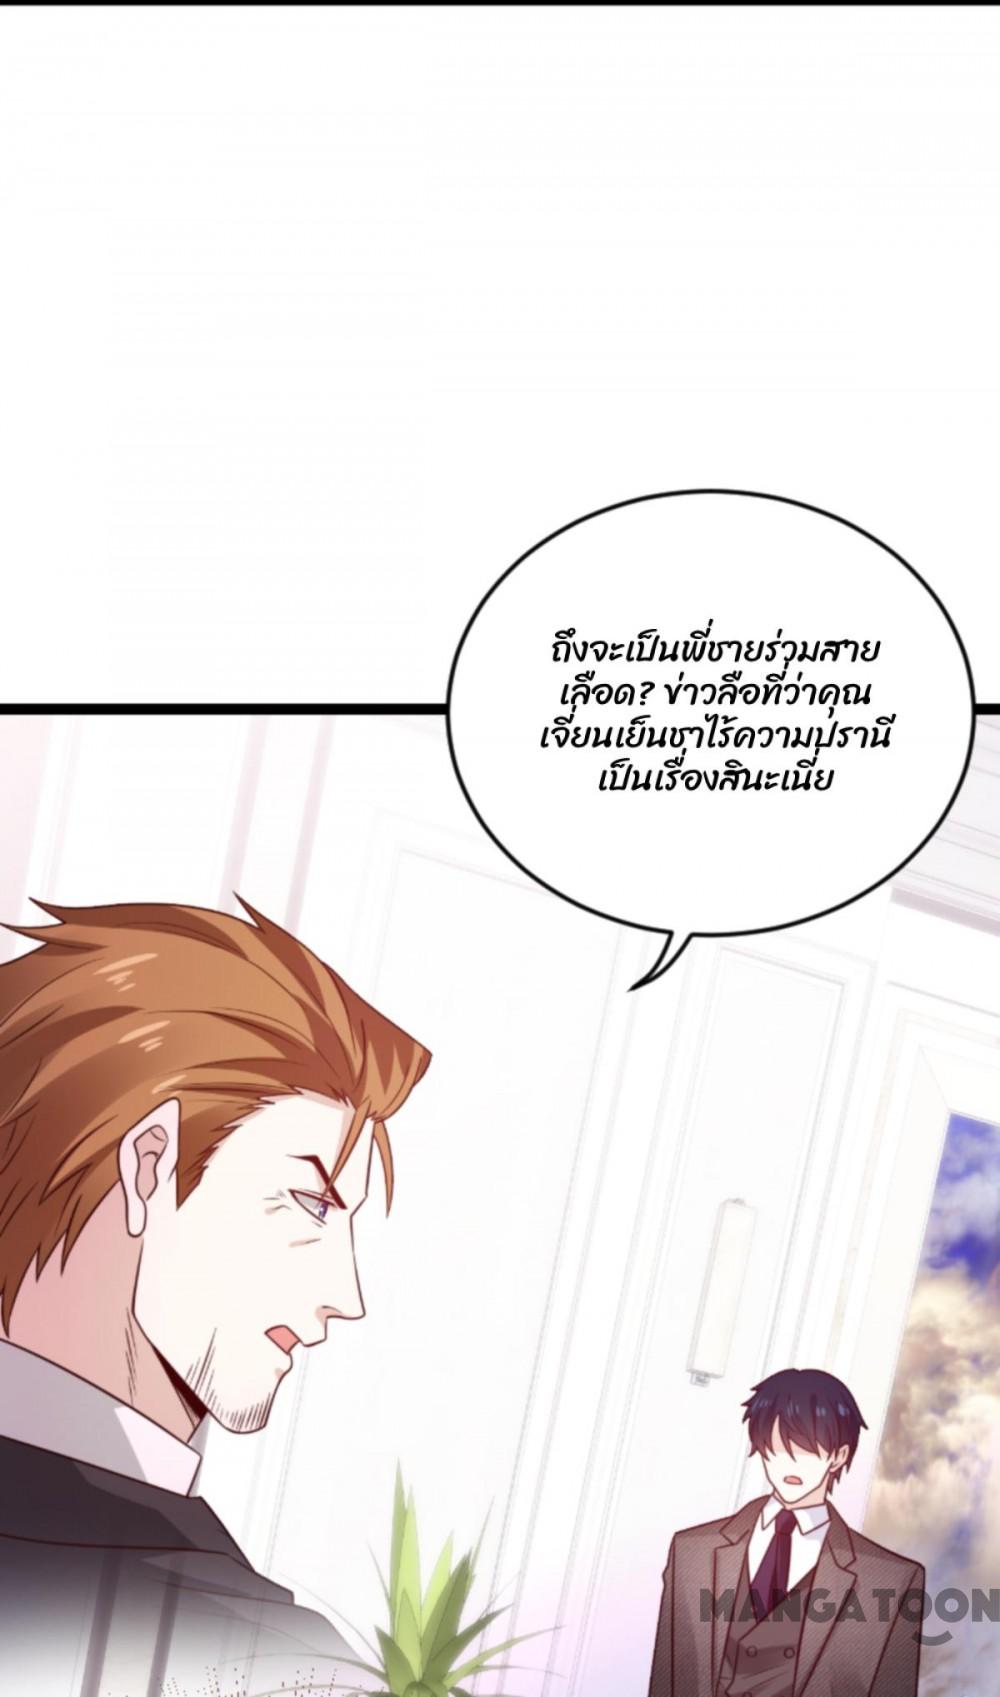 ถึงจะเป็นพี่ชายร่วมสาย
เลือด? ข่าวลือที่ว่าคุณ
เจี่ยนเย็นชาไร้ความปรานี
เป็นเรื่องสินะเนี่ย
MANGATOON